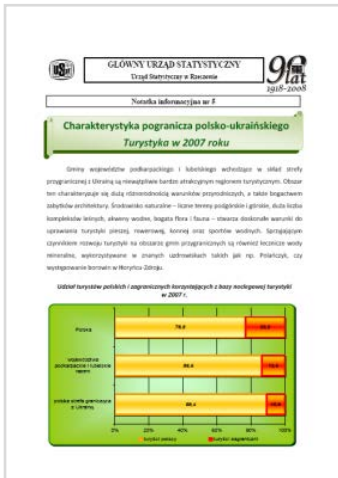 GŁÓWNY URZĄD STATYSTYCZNY
Urząd Statystyczny w Rzeszowie
90 lat
1918-2008
Notatka informacyjna nr 5
Charakterystyka pogranicza polsko-ukraińskiego
Turystyka w 2007 roku
Gminy województw podkarpackiego i lubelskiego wchodzące w skład strefy
przygranicznej z Ukrainą są niewątpliwie bardzo atrakcyjnym regionem turystycznym. Obszar
ten charakteryzuje się dużą różnorodnością warunków przyrodniczych, a także bogactwem
zabytków architektury. Środowisko naturalne – liczne tereny podgórskie i górskie, duża liczba
kompleksów leśnych, akweny wodne, bogata flora i fauna – stwarza doskonałe warunki do
uprawiania turystyki pieszej, rowerowej, konnej oraz sportów wodnych. Sprzyjającym
czynnikiem rozwoju turystyki na obszarze gmin przygranicznych są również lecznicze wody
mineralne, wykorzystywane w znanych uzdrowiskach takich jak np. Polańczyk, czy
występowanie borowin w Horyńcu-Zdroju.
Udział turystów polskich i zagranicznych korzystających z bazy noclegowej turystyki
w 2007 r.
Polska
województwa
podkarpackie i lubelskie
razem
polska strefa graniczna
z Ukrainą
0% 20% 40% 60% 80% 100%
turyści polscy turyści zagraniczni